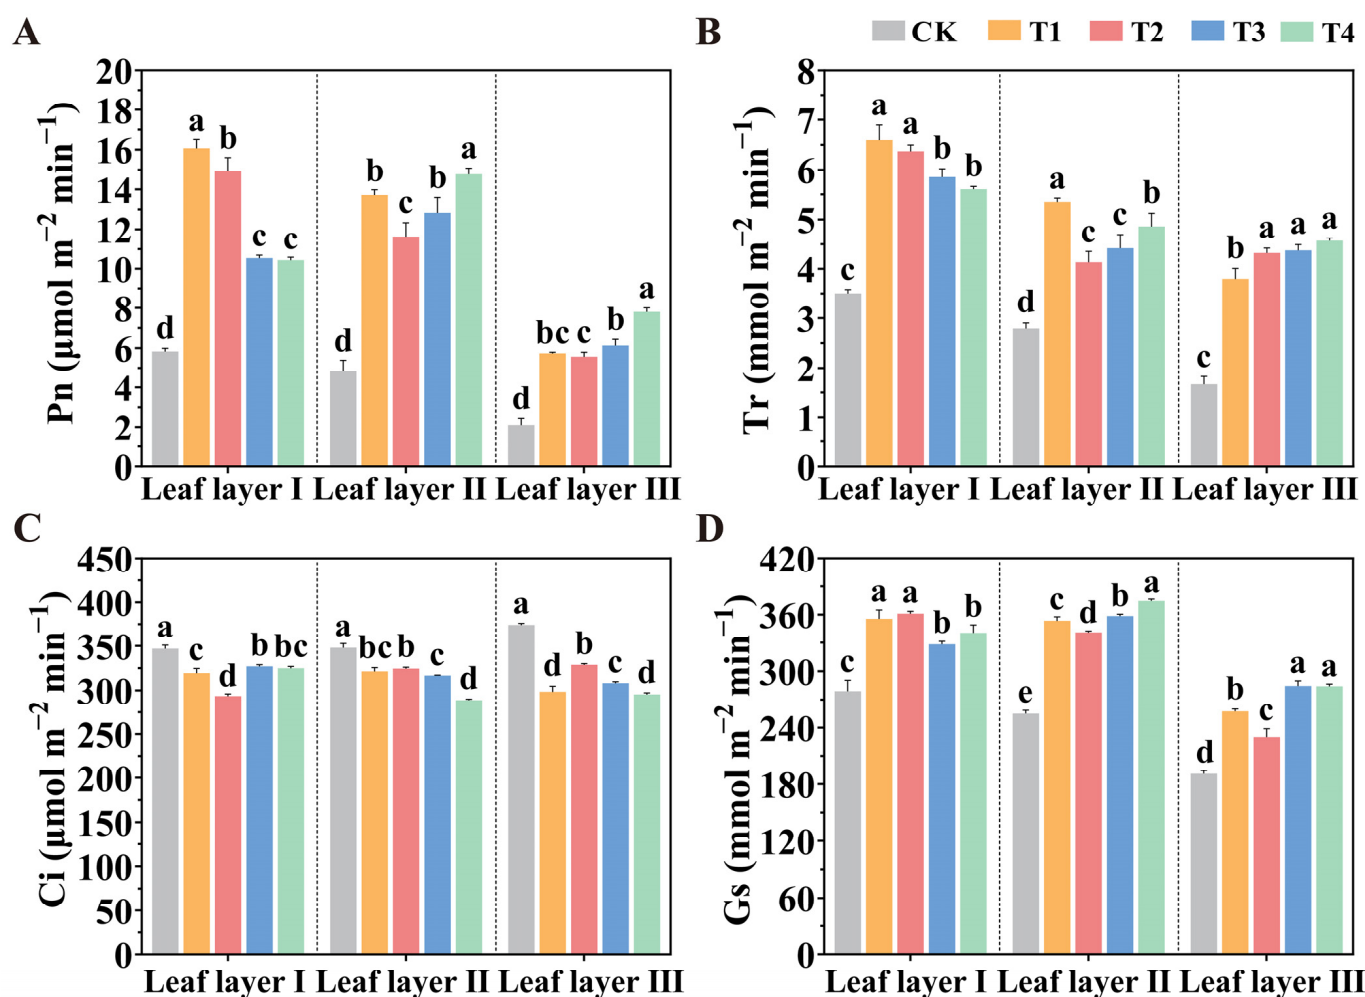 A
B
CK T1 T2 T3 T4
Pn (μmol m−2 min−1)
20
18
16
14
12
10
8
6
4
2
0
d a b c c
d b c b a
d bc c b a
Leaf layer I Leaf layer II Leaf layer III
Tr (mmol m−2 min−1)
8
7
6
5
4
3
2
1
0
c a a b b
d a c c b
c b a a a
Leaf layer I Leaf layer II Leaf layer III
C
D
Ci (μmol m−2 min−1)
450
400
350
300
250
200
150
100
50
0
a c d b bc
a bc b c d
a d b c d
Leaf layer I Leaf layer II Leaf layer III
Gs (mmol m−2 min−1)
420
360
300
240
180
120
60
0
c a a b b
e c d b a
d b c a a
Leaf layer I Leaf layer II Leaf layer III